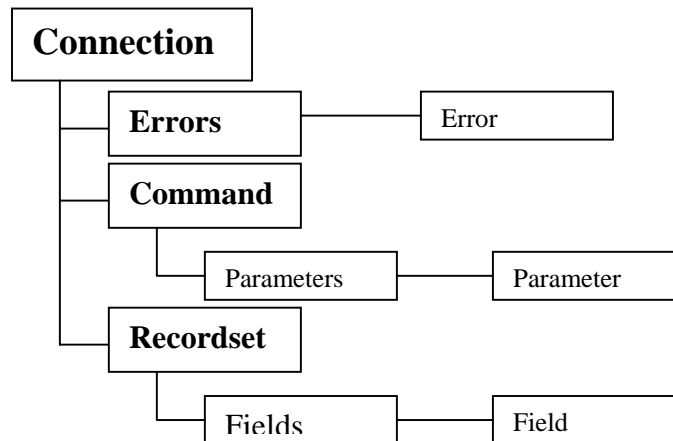 Connection
Errors
Error
Command
Parameters
Parameter
Recordset
Fields
Field